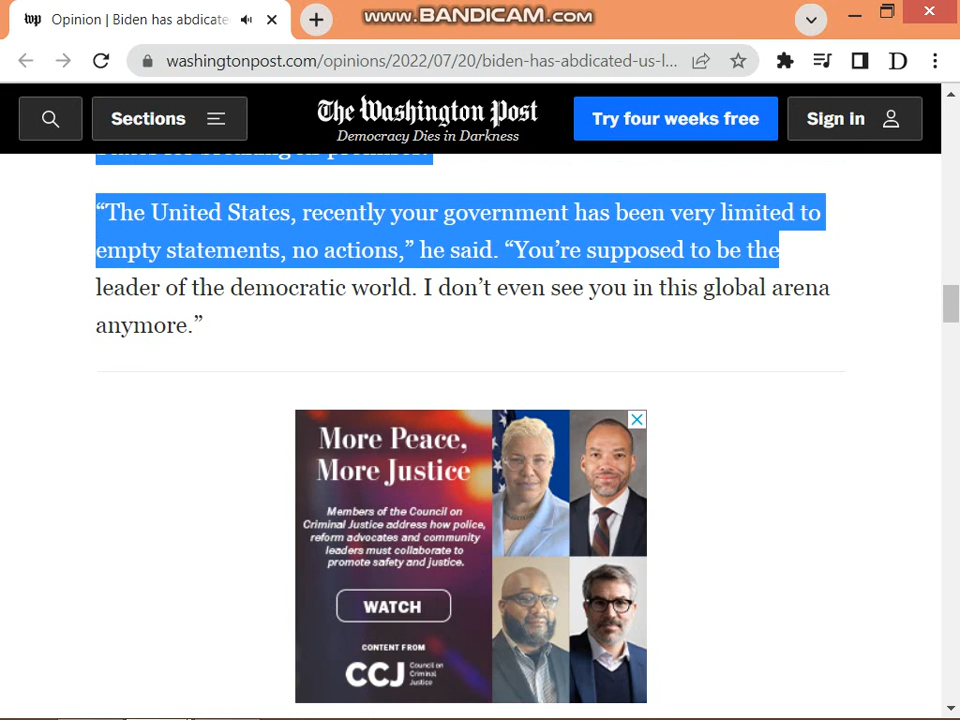 wp Opinion | Biden has abdicate
www.BANDICAM.com
washingtonpost.com/opinions/2022/07/20/biden-has-abdicated-us-l...
D
Sections
The Washington Post
Democracy Dies in Darkness
Try four weeks free
Sign in
“The United States, recently your government has been very limited to
empty statements, no actions,” he said. “You’re supposed to be the
leader of the democratic world. I don’t even see you in this global arena
anymore.”
More Peace,
More Justice
Members of the Council on
Criminal Justice address how police,
reform advocates and community
leaders must collaborate to
promote safety and justice.
WATCH
CONTENT FROM
CCJ Council on
Criminal
Justice